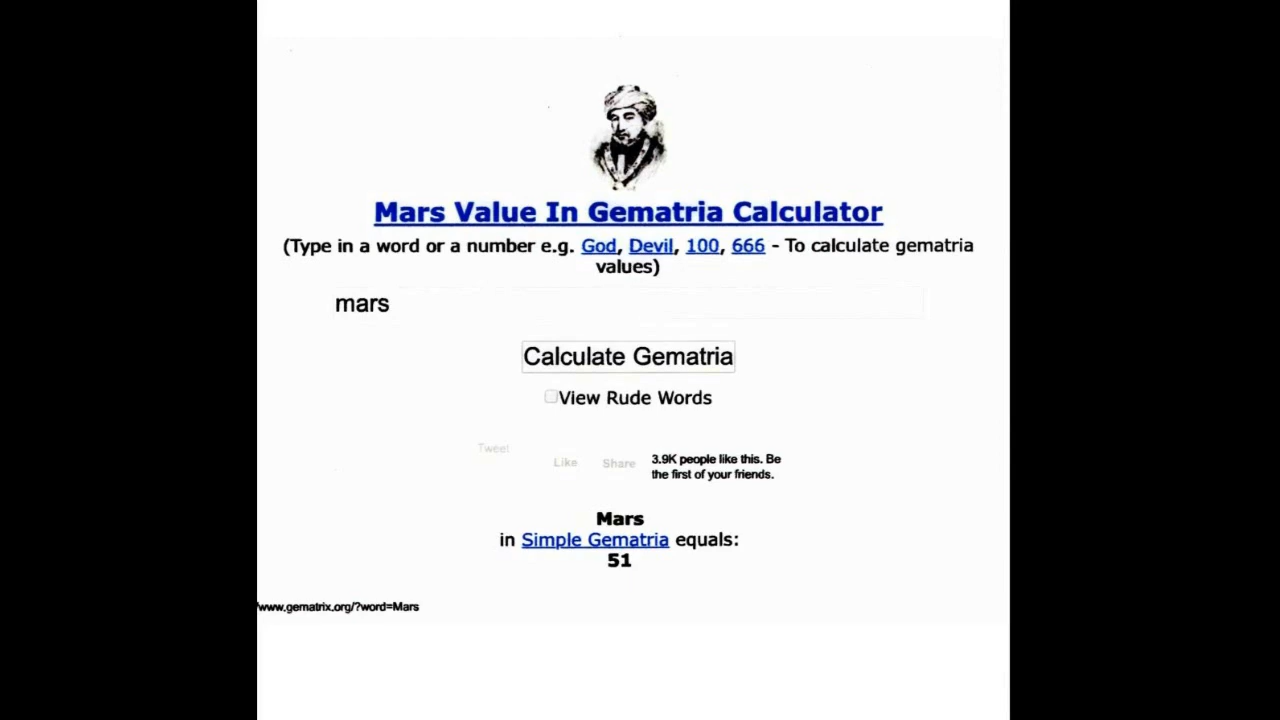 Mars Value In Gematria Calculator
(Type in a word or a number e.g. God, Devil, 100, 666 - To calculate gematria
values)
mars
Calculate Gematria
View Rude Words
Tweet
Like Share 3.9K people like this. Be
the first of your friends.
Mars
in Simple Gematria equals:
51
/www.gematrix.org/?word=Mars